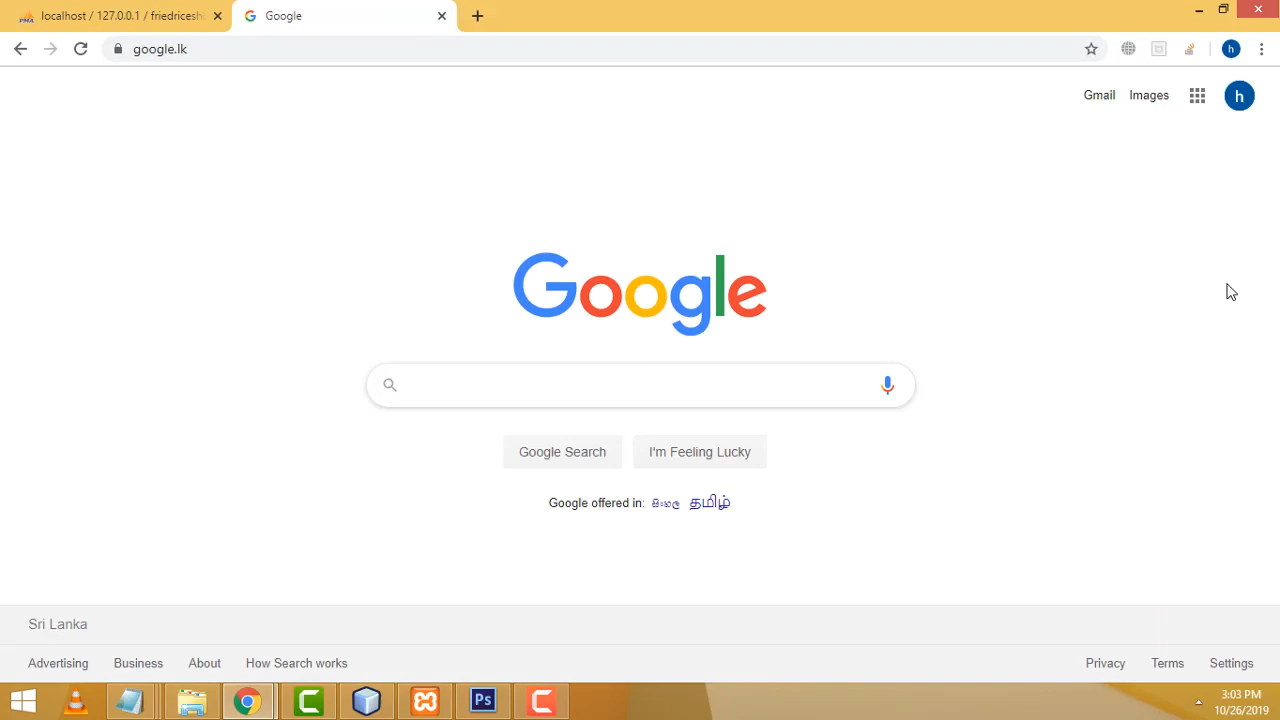 localhost / 127.0.0.1 / friedricesh
Google
google.lk
h
Gmail
Images
h
Google
Google Search
I'm Feeling Lucky
Google offered in: සිංහල தமிழ்
Sri Lanka
Advertising
Business
About
How Search works
Privacy
Terms
Settings
Ps
3:03 PM
10/26/2019